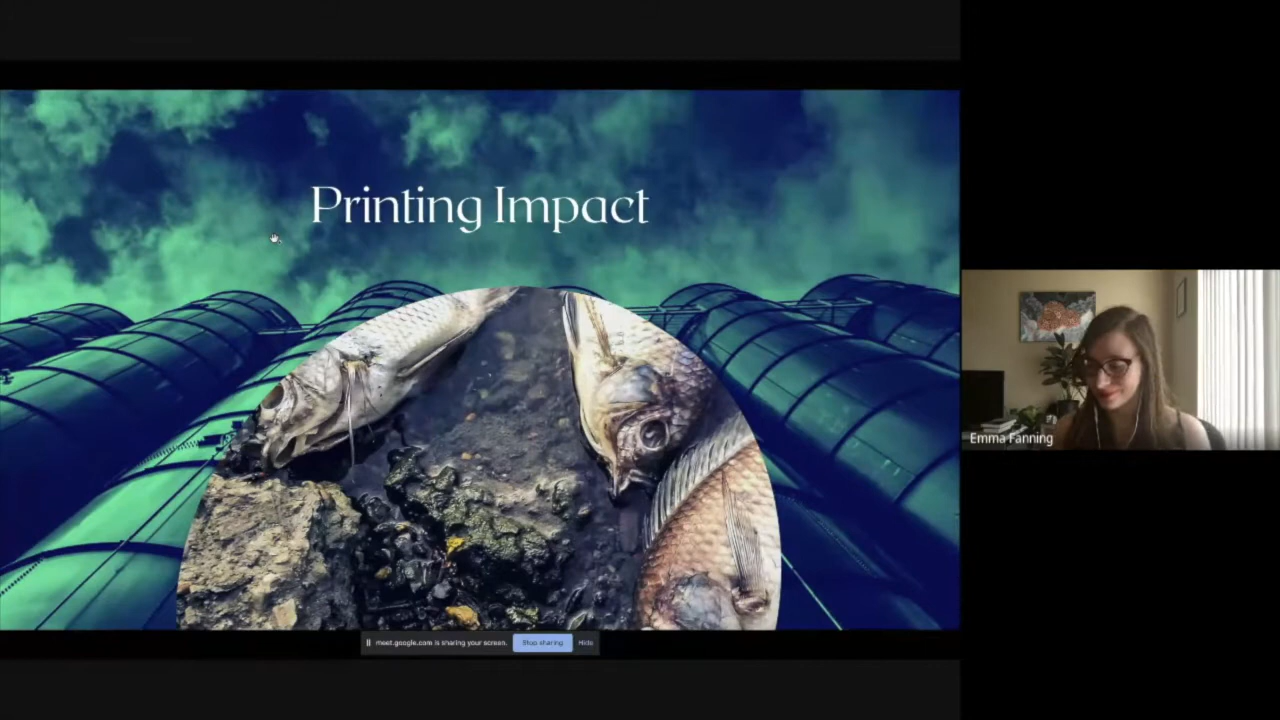 Printing Impact
Emma Fanning
meet.google.com is sharing your screen.
Stop sharing
Hide